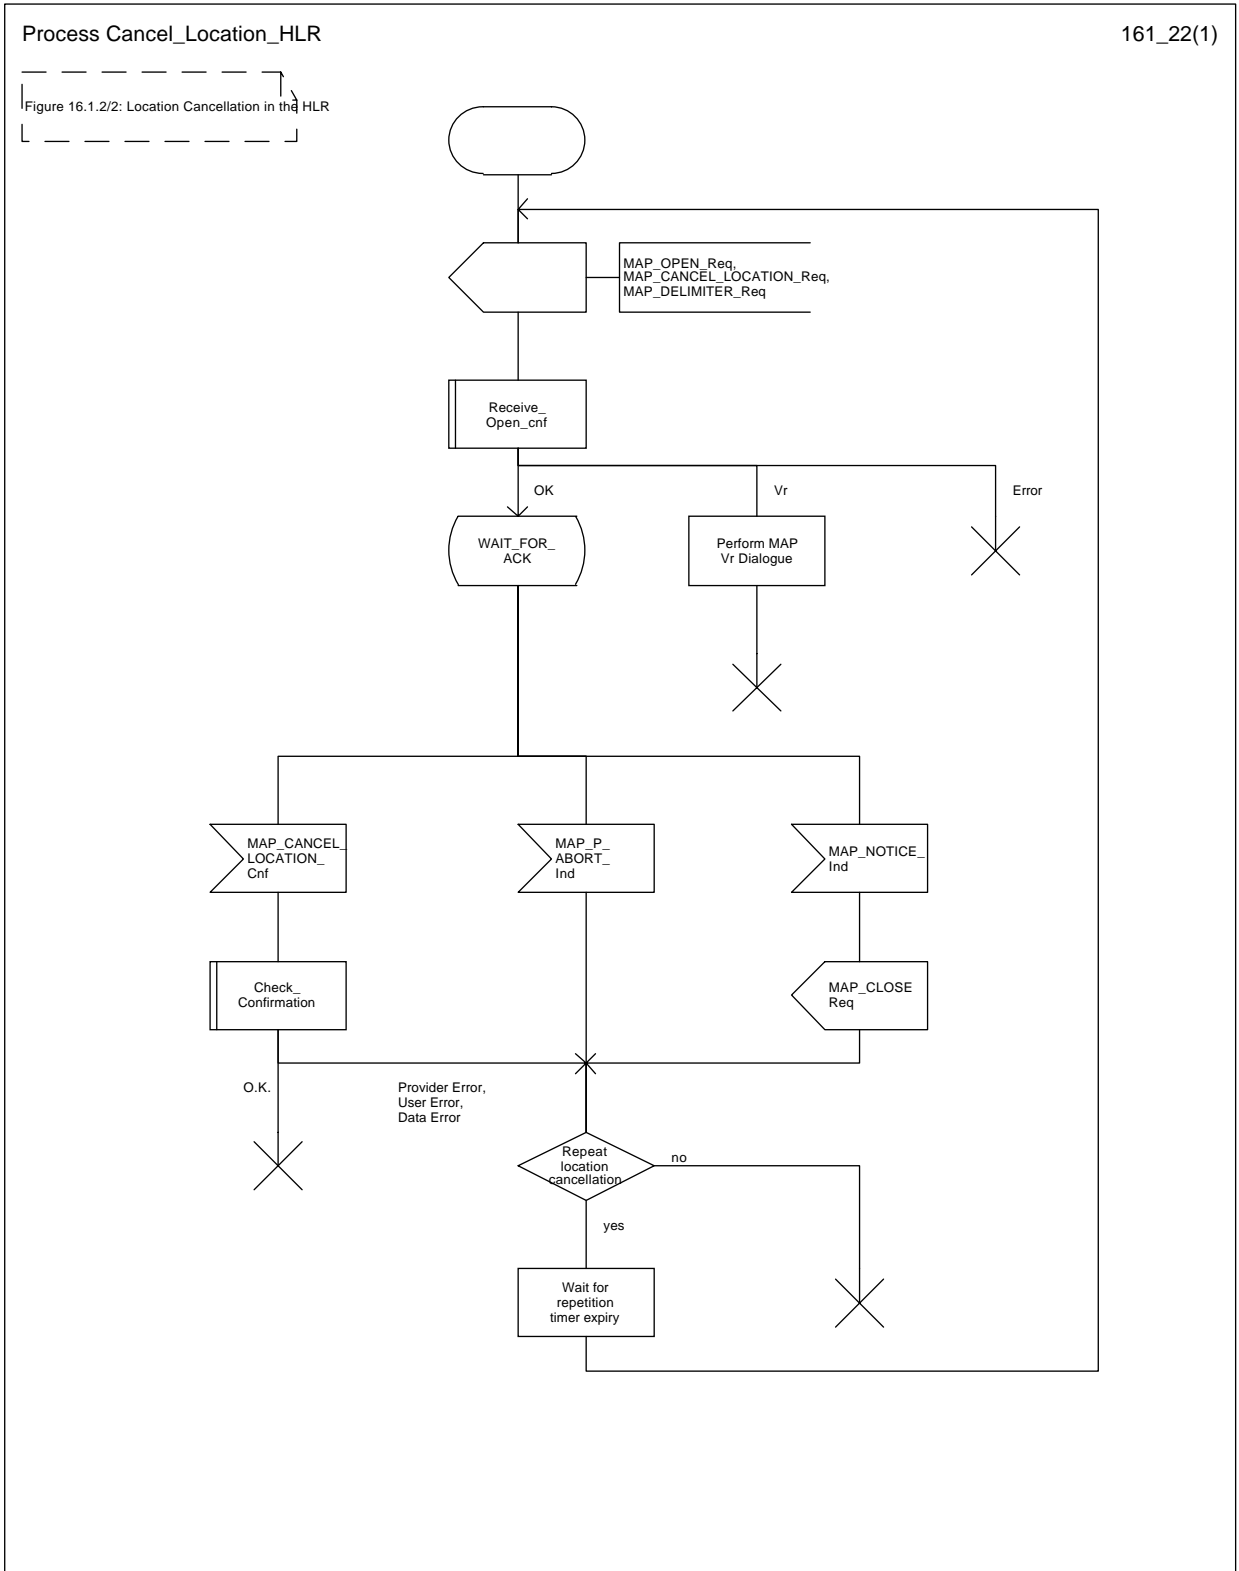 Process Cancel_Location_HLR
161_22(1)
Figure 16.1.2/2: Location Cancellation in the HLR
MAP_OPEN_Req,
MAP_CANCEL_LOCATION_Req,
MAP_DELIMITER_Req
Receive_
Open_cnf
OK
Vr
Error
WAIT_FOR_
ACK
Perform MAP
Vr Dialogue
MAP_CANCEL_
LOCATION_
Cnf
MAP_P_
ABORT_
Ind
MAP_NOTICE_
Ind
Check_
Confirmation
MAP_CLOSE
Req
O.K.
Provider Error,
User Error,
Data Error
Repeat
location
cancellation
no
yes
Wait for
repetition
timer expiry